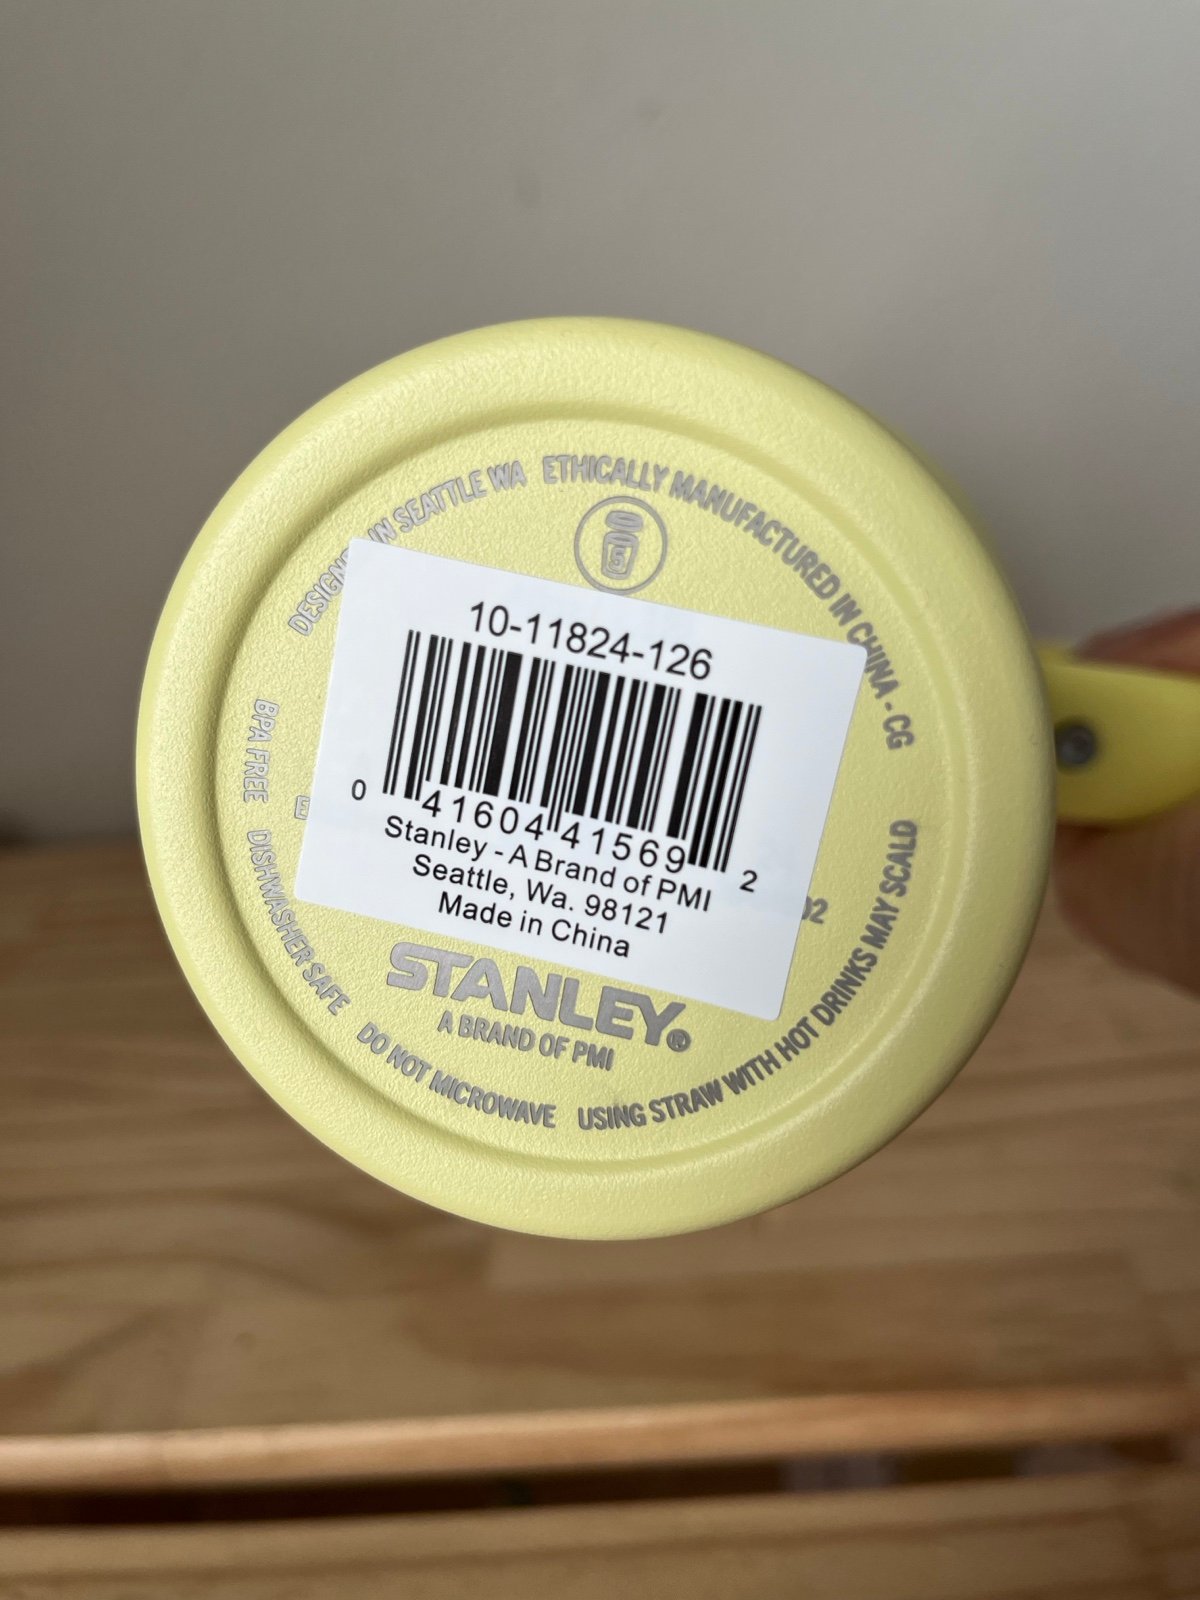 IN SEATTLE WA
ETHICALLY MANUFACTURED IN CHINA - CG
10-11824-126
0 41604 41569 2
Stanley - A Brand of PMI
Seattle, Wa. 98121
Made in China
STANLEY®
A BRAND OF PMI
BPA FREE
DISHWASHER SAFE
DO NOT MICROWAVE
USING STRAW WITH HOT DRINKS MAY SCALD